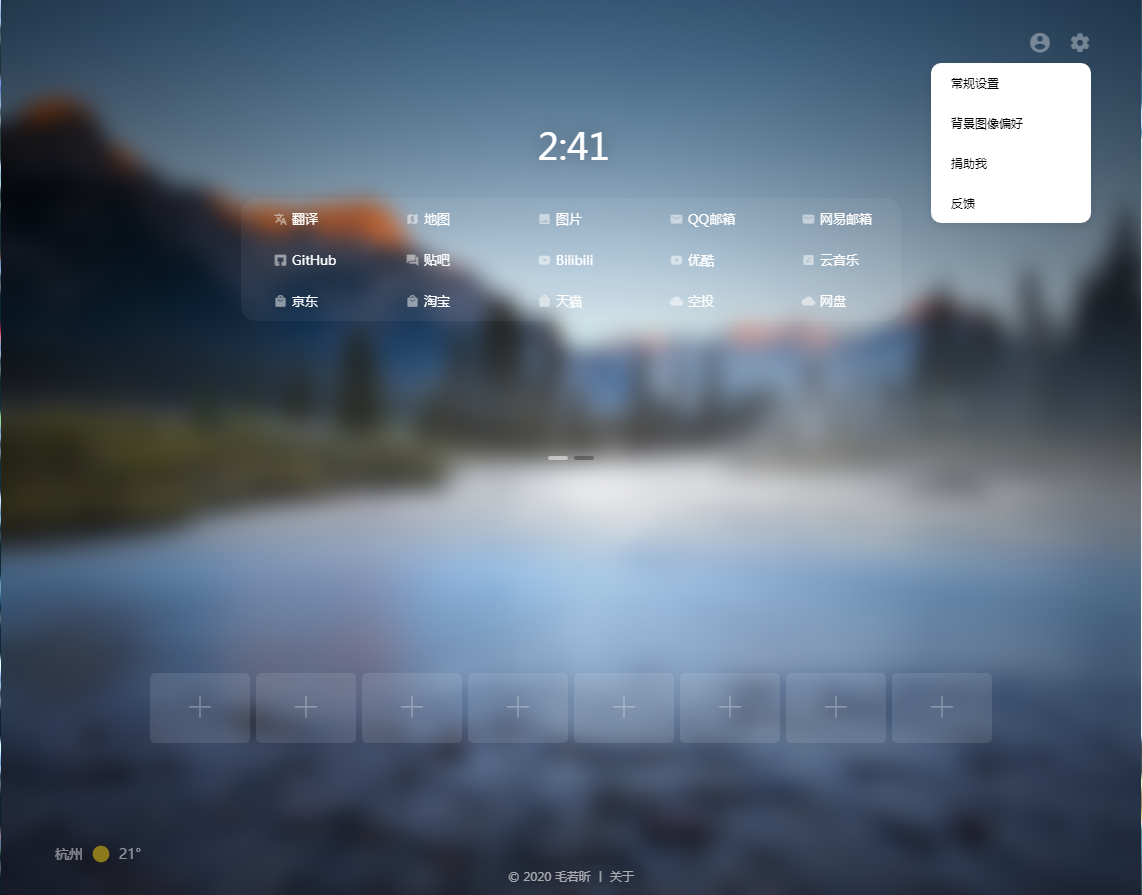 常规设置
背景图像偏好
捐助我
反馈
2:41
翻译 地图 图片 QQ邮箱 网易邮箱
GitHub 贴吧 Bilibili 优酷 云音乐
京东 淘宝 天猫 空投 网盘
杭州 21°
© 2020 毛若昕 | 关于